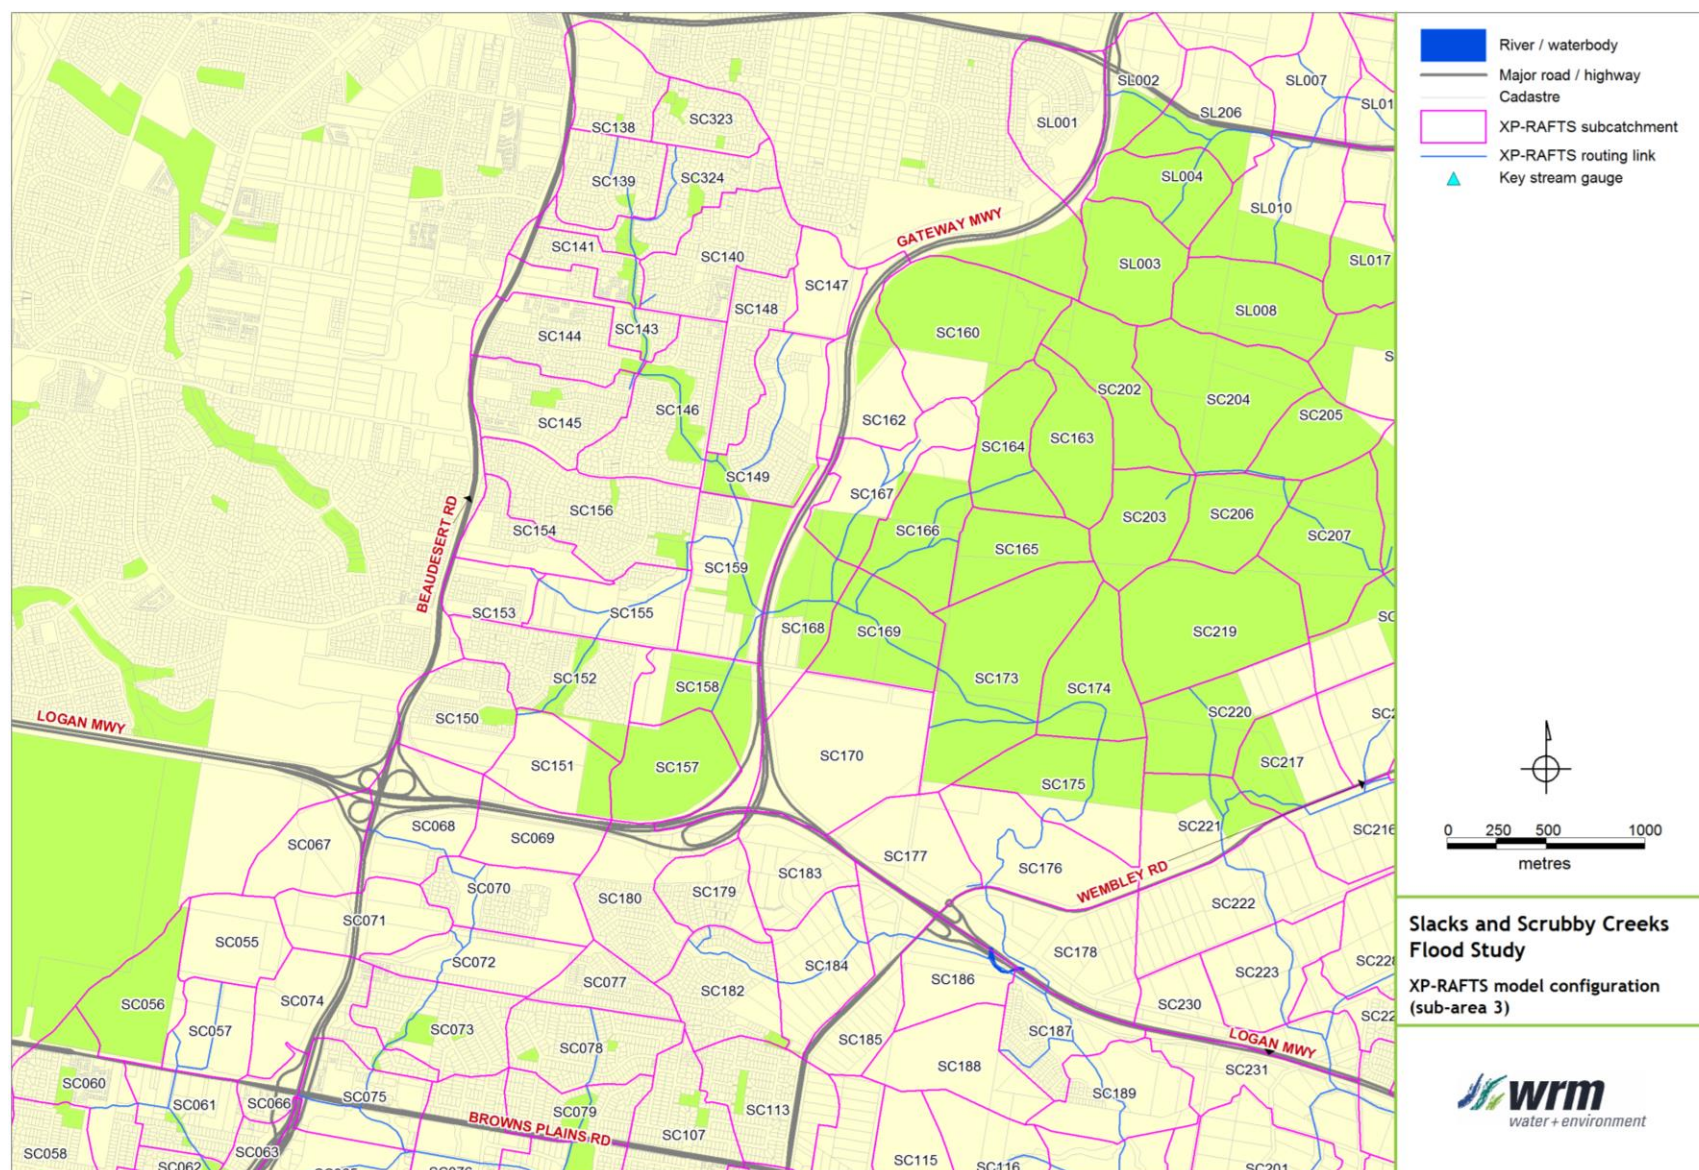 SL002
SL007
SL01
SC323
SC138
SL001
SL206
SC139
SC324
SL004
SL010
GATEWAY MWY
SC141
SC140
SL003
SL017
SC147
SC148
SL008
SC143
SC144
SC160
S
SC202
SC204
SC205
SC146
SC145
SC162
SC163
SC164
SC149
SC167
BEAUDESERT RD
SC156
SC154
SC166
SC203
SC206
SC207
SC165
SC159
SC153
SC155
SC168
SC169
SC219
SC
SC152
SC158
SC173
SC174
LOGAN MWY
SC150
SC220
SC2
SC151
SC157
SC170
SC175
SC217
SC067
SC068
SC069
SC177
SC221
SC216
SC183
SC176
WEMBLEY RD
SC070
SC180
SC179
SC222
SC071
SC055
SC072
SC184
SC178
SC228
SC056
SC074
SC077
SC182
SC186
SC223
SC230
SC22
SC057
SC073
SC078
SC185
SC187
LOGAN MWY
SC188
SC231
SC060
SC061
SC066
SC075
SC079
SC113
SC189
BROWNS PLAINS RD
SC107
SC058
SC062
SC063
SC115
SC116
SC201
River / waterbody
Major road / highway
Cadastre
XP-RAFTS subcatchment
XP-RAFTS routing link
Key stream gauge
0 250 500 1000
metres
Slacks and Scrubby Creeks
Flood Study
XP-RAFTS model configuration
(sub-area 3)
wrm
water + environment